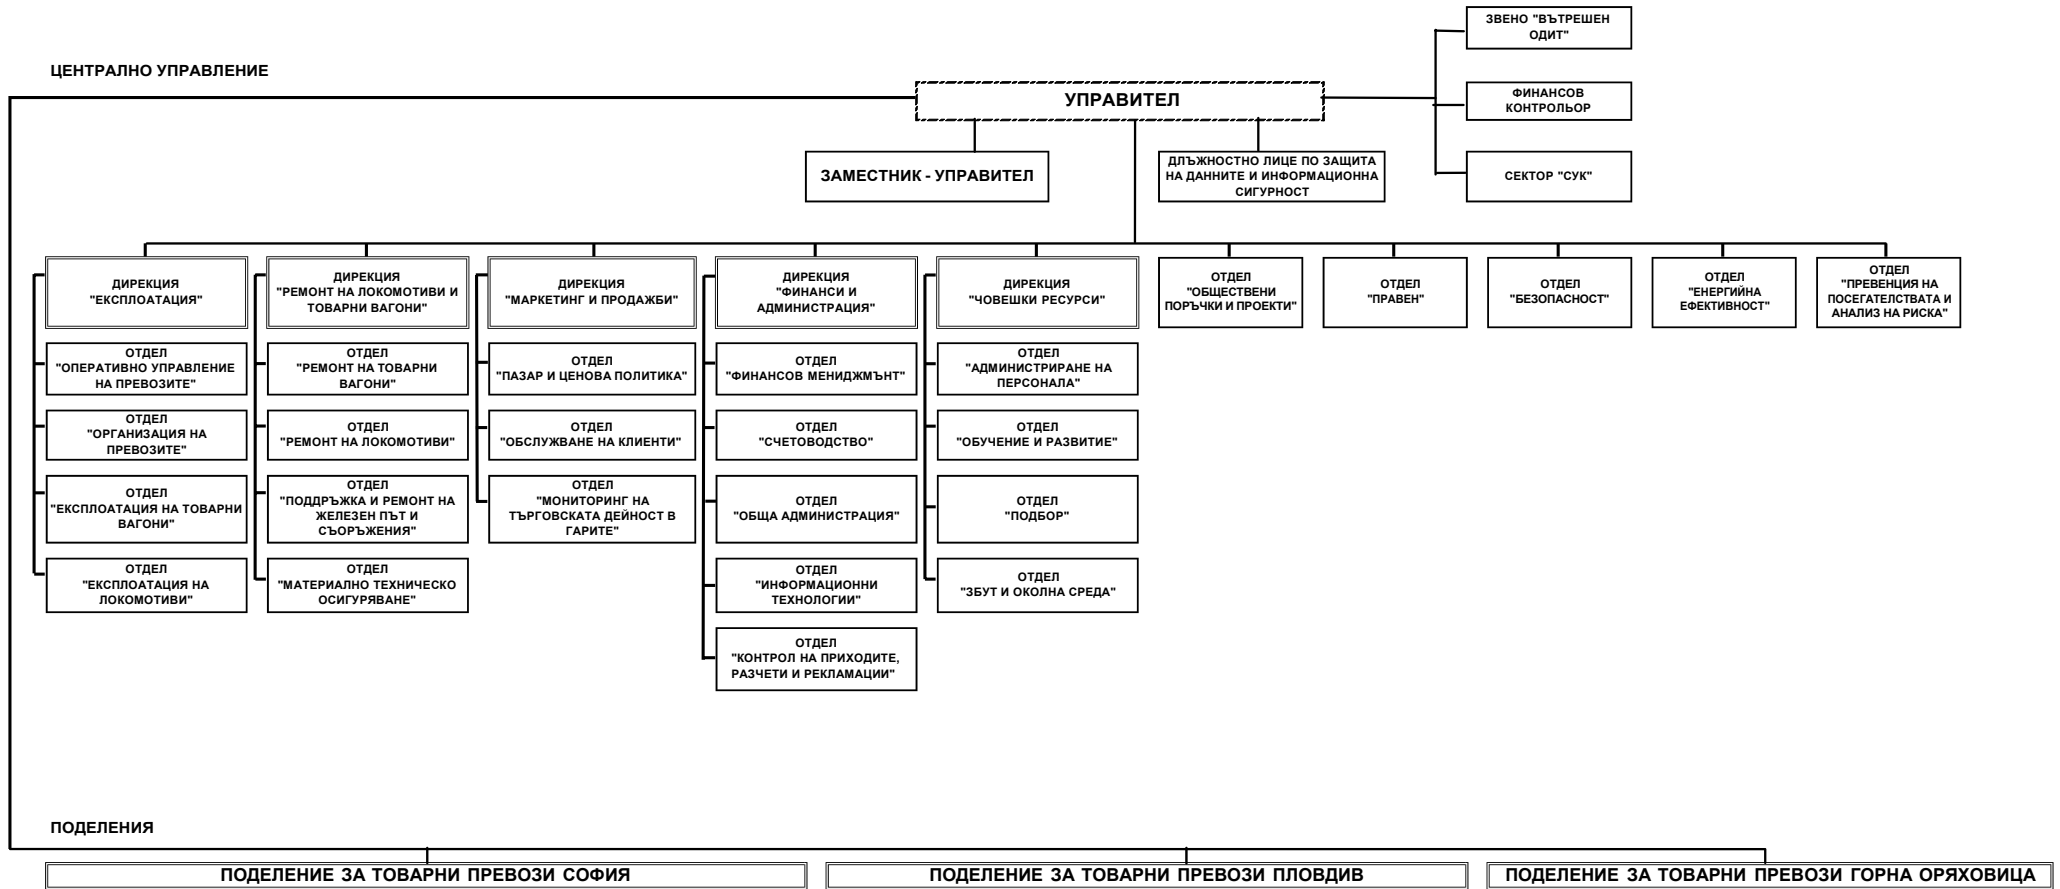 ЗВЕНО "ВЪТРЕШЕН
ОДИТ"
ЦЕНТРАЛНО УПРАВЛЕНИЕ
УПРАВИТЕЛ
ФИНАНСОВ
КОНТРОЛЬОР
ЗАМЕСТНИК - УПРАВИТЕЛ
ДЛЪЖНОСТНО ЛИЦЕ ПО ЗАЩИТА
НА ДАННИТЕ И ИНФОРМАЦИОННА
СИГУРНОСТ
СЕКТОР "СУК"
ДИРЕКЦИЯ
"ЕКСПЛОАТАЦИЯ"
ДИРЕКЦИЯ
"РЕМОНТ НА ЛОКОМОТИВИ И
ТОВАРНИ ВАГОНИ"
ДИРЕКЦИЯ
"МАРКЕТИНГ И ПРОДАЖБИ"
ДИРЕКЦИЯ
"ФИНАНСИ И
АДМИНИСТРАЦИЯ"
ДИРЕКЦИЯ
"ЧОВЕШКИ РЕСУРСИ"
ОТДЕЛ
"ОБЩЕСТВЕНИ
ПОРЪЧКИ И ПРОЕКТИ"
ОТДЕЛ
"ПРАВЕН"
ОТДЕЛ
"БЕЗОПАСНОСТ"
ОТДЕЛ
"ЕНЕРГИЙНА
ЕФЕКТИВНОСТ"
ОТДЕЛ
"ПРЕВЕНЦИЯ НА
ПОСЕГАТЕЛСТВАТА И
АНАЛИЗ НА РИСКА"
ОТДЕЛ
"ОПЕРАТИВНО УПРАВЛЕНИЕ
НА ПРЕВОЗИТЕ"
ОТДЕЛ
"РЕМОНТ НА ТОВАРНИ
ВАГОНИ"
ОТДЕЛ
"ПАЗАР И ЦЕНОВА ПОЛИТИКА"
ОТДЕЛ
"ФИНАНСОВ МЕНИДЖМЪНТ"
ОТДЕЛ
"АДМИНИСТРИРАНЕ НА
ПЕРСОНАЛА"
ОТДЕЛ
"ОРГАНИЗАЦИЯ НА
ПРЕВОЗИТЕ"
ОТДЕЛ
"РЕМОНТ НА ЛОКОМОТИВИ"
ОТДЕЛ
"ОБСЛУЖВАНЕ НА КЛИЕНТИ"
ОТДЕЛ
"СЧЕТОВОДСТВО"
ОТДЕЛ
"ОБУЧЕНИЕ И РАЗВИТИЕ"
ОТДЕЛ
"ЕКСПЛОАТАЦИЯ НА ТОВАРНИ
ВАГОНИ"
ОТДЕЛ
"ПОДДРЪЖКА И РЕМОНТ НА
ЖЕЛЕЗЕН ПЪТ И
СЪОРЪЖЕНИЯ"
ОТДЕЛ
"МОНИТОРИНГ НА
ТЪРГОВСКАТА ДЕЙНОСТ В
ГАРИТЕ"
ОТДЕЛ
"ОБЩА АДМИНИСТРАЦИЯ"
ОТДЕЛ
"ПОДБОР"
ОТДЕЛ
"ЕКСПЛОАТАЦИЯ НА
ЛОКОМОТИВИ"
ОТДЕЛ
"МАТЕРИАЛНО ТЕХНИЧЕСКО
ОСИГУРЯВАНЕ"
ОТДЕЛ
"ИНФОРМАЦИОННИ
ТЕХНОЛОГИИ"
ОТДЕЛ
"ЗБУТ И ОКОЛНА СРЕДА"
ОТДЕЛ
"КОНТРОЛ НА ПРИХОДИТЕ,
РАЗЧЕТИ И РЕКЛАМАЦИИ"
ПОДЕЛЕНИЯ
ПОДЕЛЕНИЕ ЗА ТОВАРНИ ПРЕВОЗИ СОФИЯ
ПОДЕЛЕНИЕ ЗА ТОВАРНИ ПРЕВОЗИ ПЛОВДИВ
ПОДЕЛЕНИЕ ЗА ТОВАРНИ ПРЕВОЗИ ГОРНА ОРЯХОВИЦА